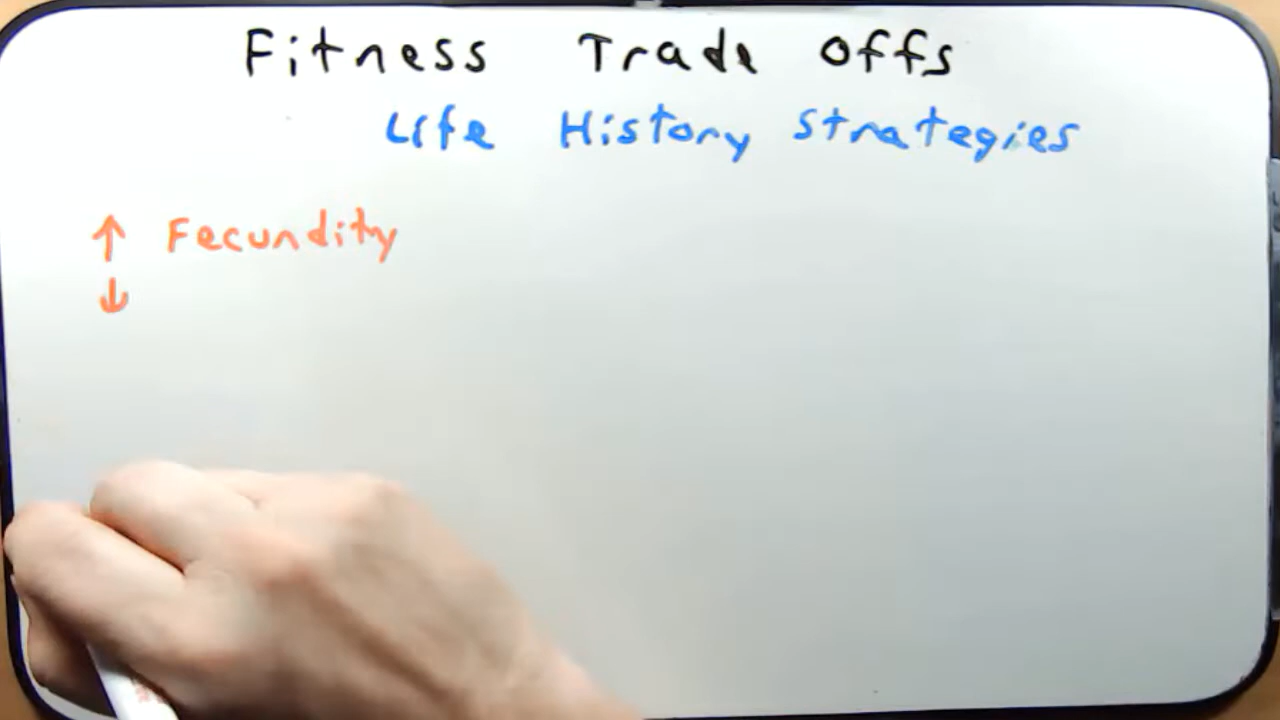 Fitness Trade Offs
Life History Strategies
↑ Fecundity
↓